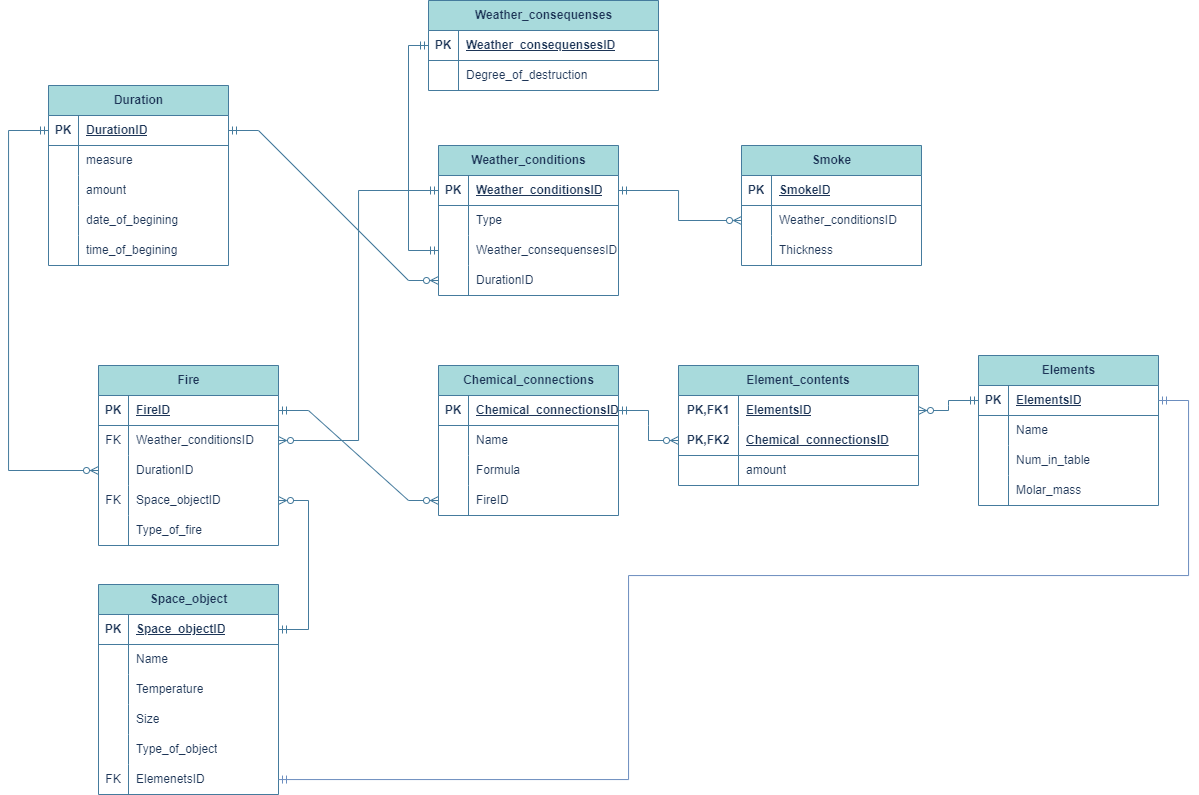 Weather_consequenses
PK Weather_consequensesID
Degree_of_destruction
Duration
PK DurationID
measure
amount
date_of_begining
time_of_begining
Weather_conditions
PK Weather_conditionsID
Type
Weather_consequensesID
DurationID
Smoke
PK SmokeID
Weather_conditionsID
Thickness
Fire
PK FireID
FK Weather_conditionsID
DurationID
FK Space_objectID
Type_of_fire
Chemical_connections
PK Chemical_connectionsID
Name
Formula
FireID
Element_contents
PK,FK1 ElementsID
PK,FK2 Chemical_connectionsID
amount
Elements
PK ElementsID
Name
Num_in_table
Molar_mass
Space_object
PK Space_objectID
Name
Temperature
Size
Type_of_object
FK ElemenetsID